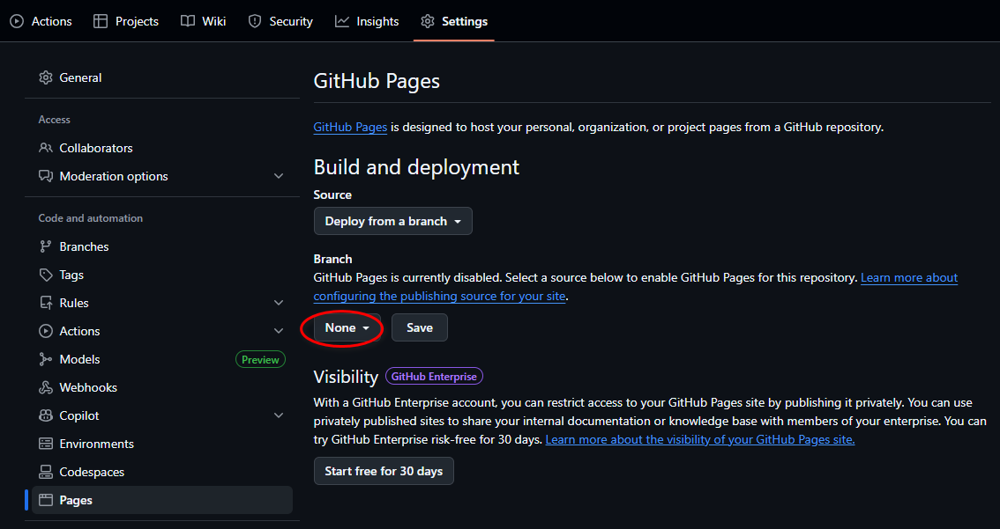 Actions Projects Wiki Security Insights Settings
General
Access
Collaborators
Moderation options
Code and automation
Branches
Tags
Rules
Actions
Models Preview
Webhooks
Copilot
Environments
Codespaces
Pages
GitHub Pages
GitHub Pages is designed to host your personal, organization, or project pages from a GitHub repository.
Build and deployment
Source
Deploy from a branch
Branch
GitHub Pages is currently disabled. Select a source below to enable GitHub Pages for this repository. Learn more about
configuring the publishing source for your site.
None Save
Visibility GitHub Enterprise
With a GitHub Enterprise account, you can restrict access to your GitHub Pages site by publishing it privately. You can use
privately published sites to share your internal documentation or knowledge base with members of your enterprise. You can
try GitHub Enterprise risk-free for 30 days. Learn more about the visibility of your GitHub Pages site.
Start free for 30 days